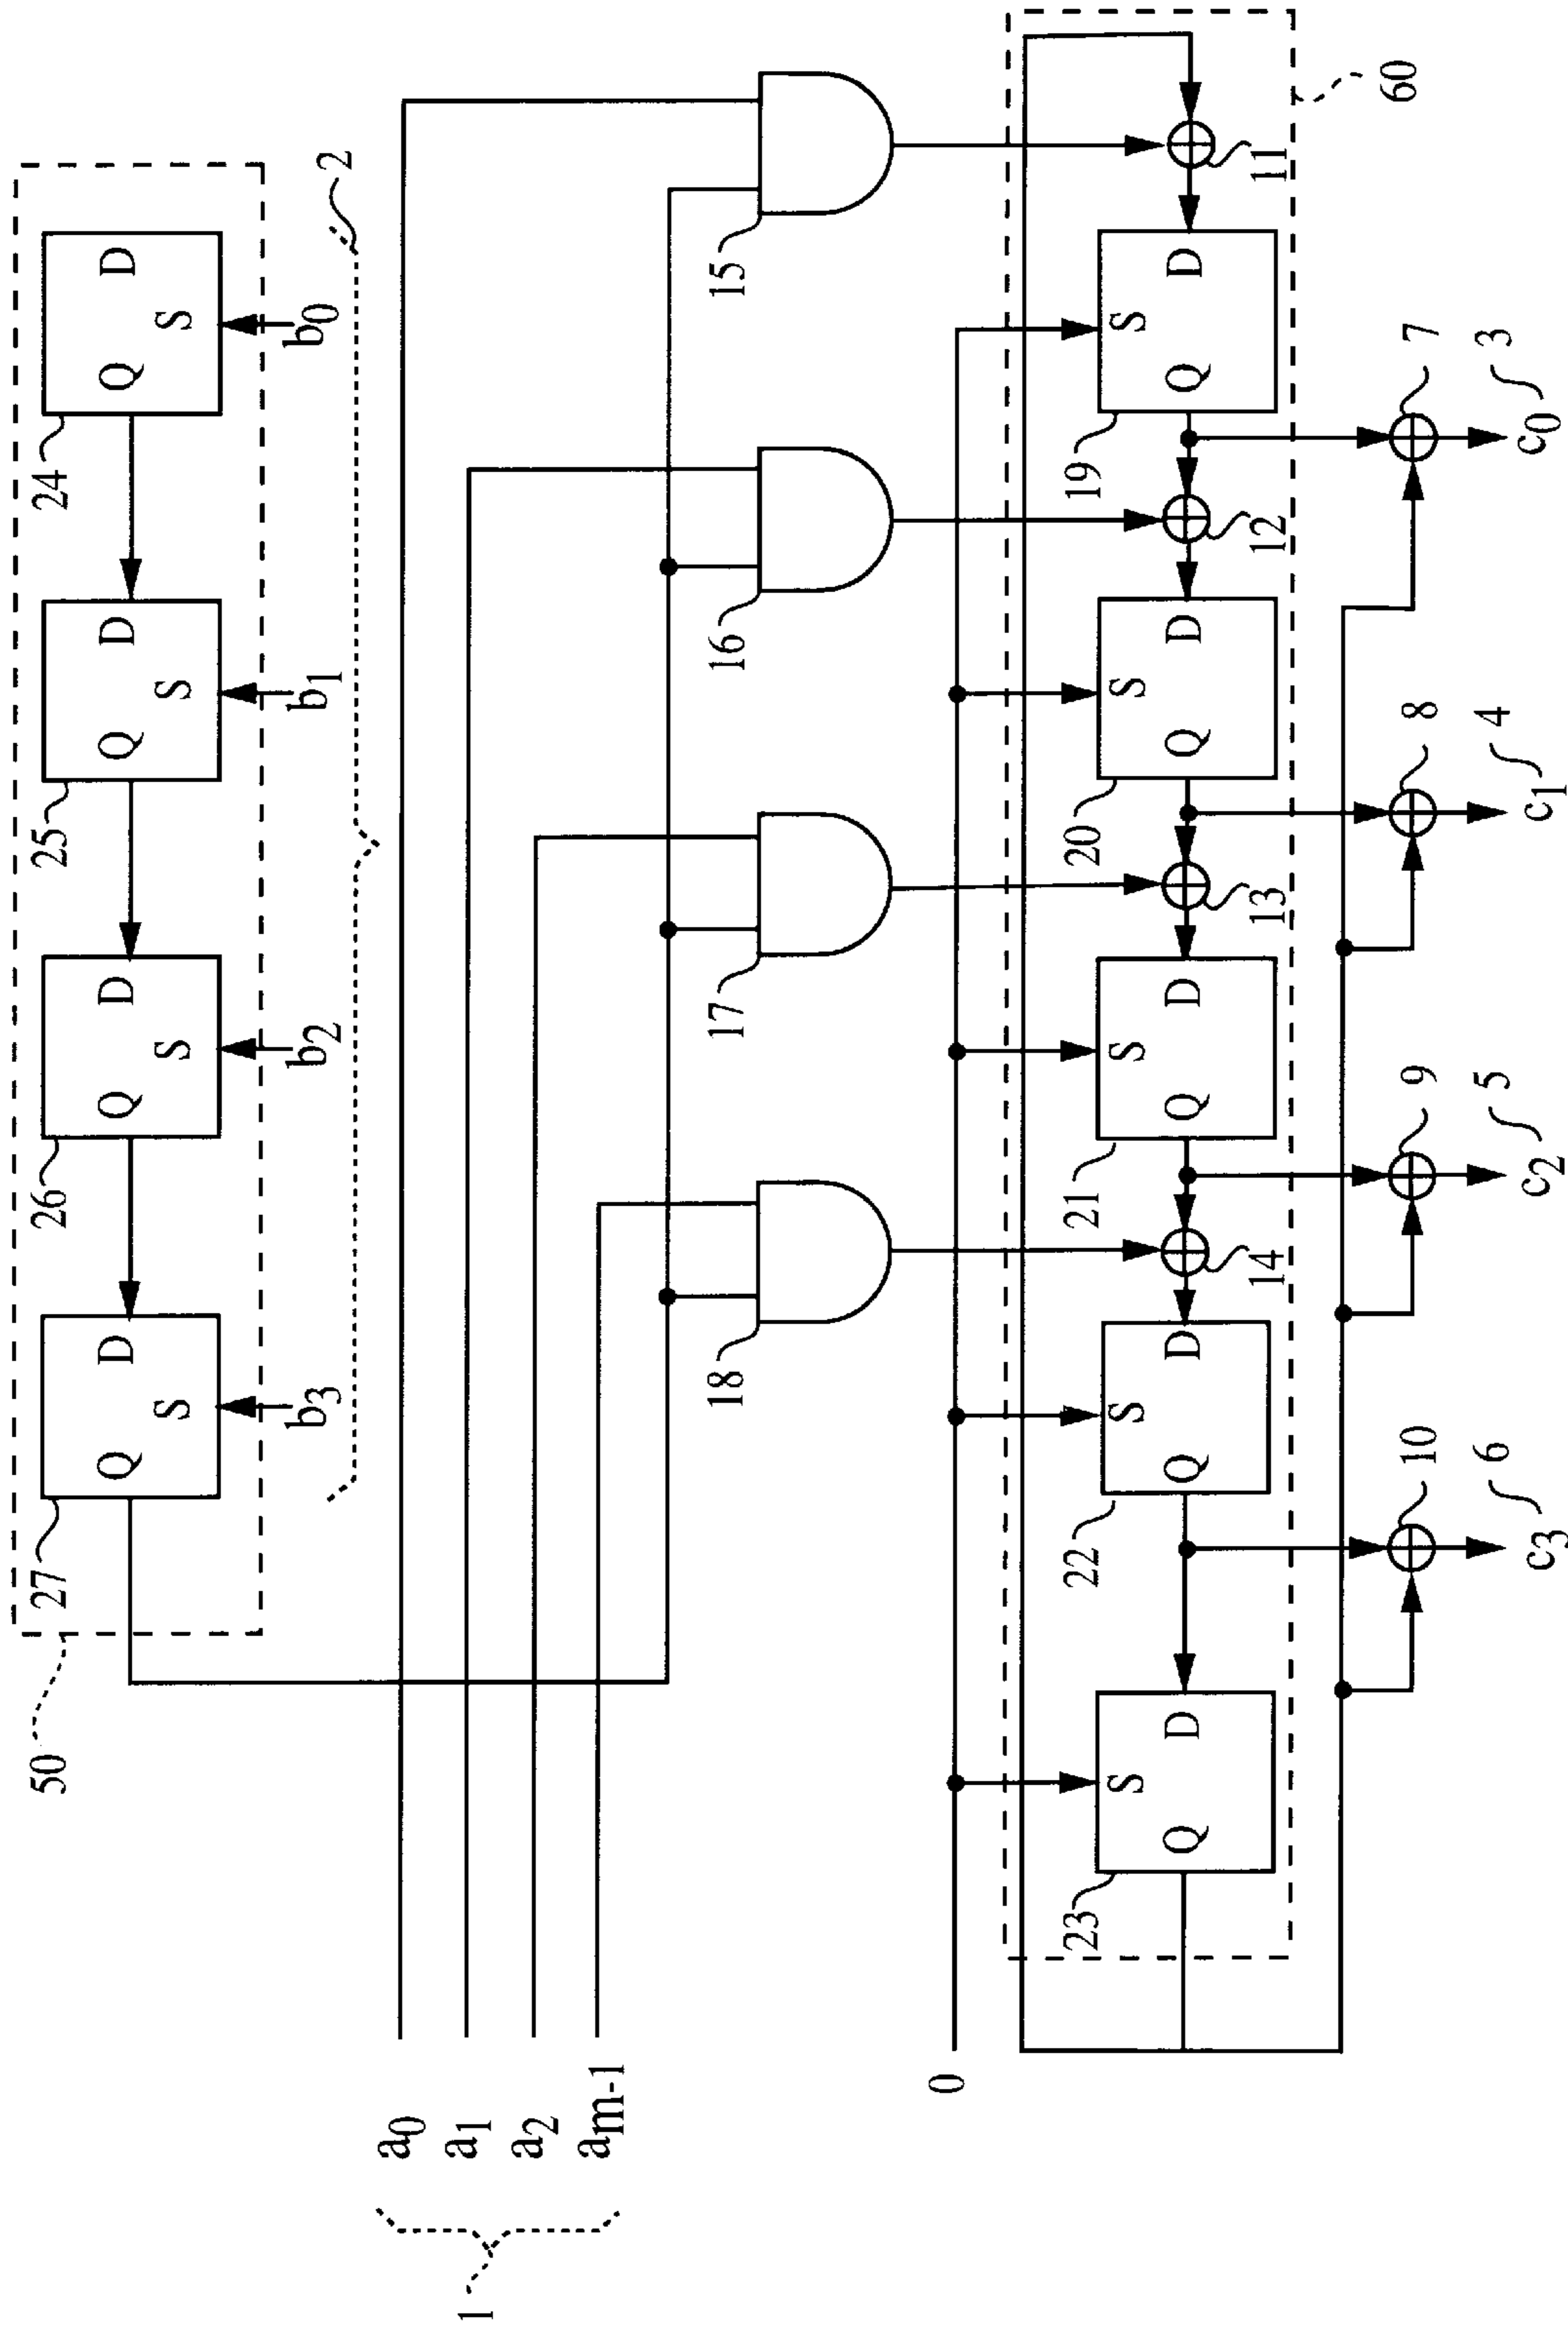 50 27 26 25 24
Q D Q D Q D Q D
S S S S
b3 b2 b1 b0 2
a0
1 a1
a2
am-1
18 17 16 15
0
23 22 21 20 19
S S S S S
Q D Q D Q D Q D Q D
14 13 12 11
60
10 9 8 7
6 5 4 3
c3 c2 c1 c0